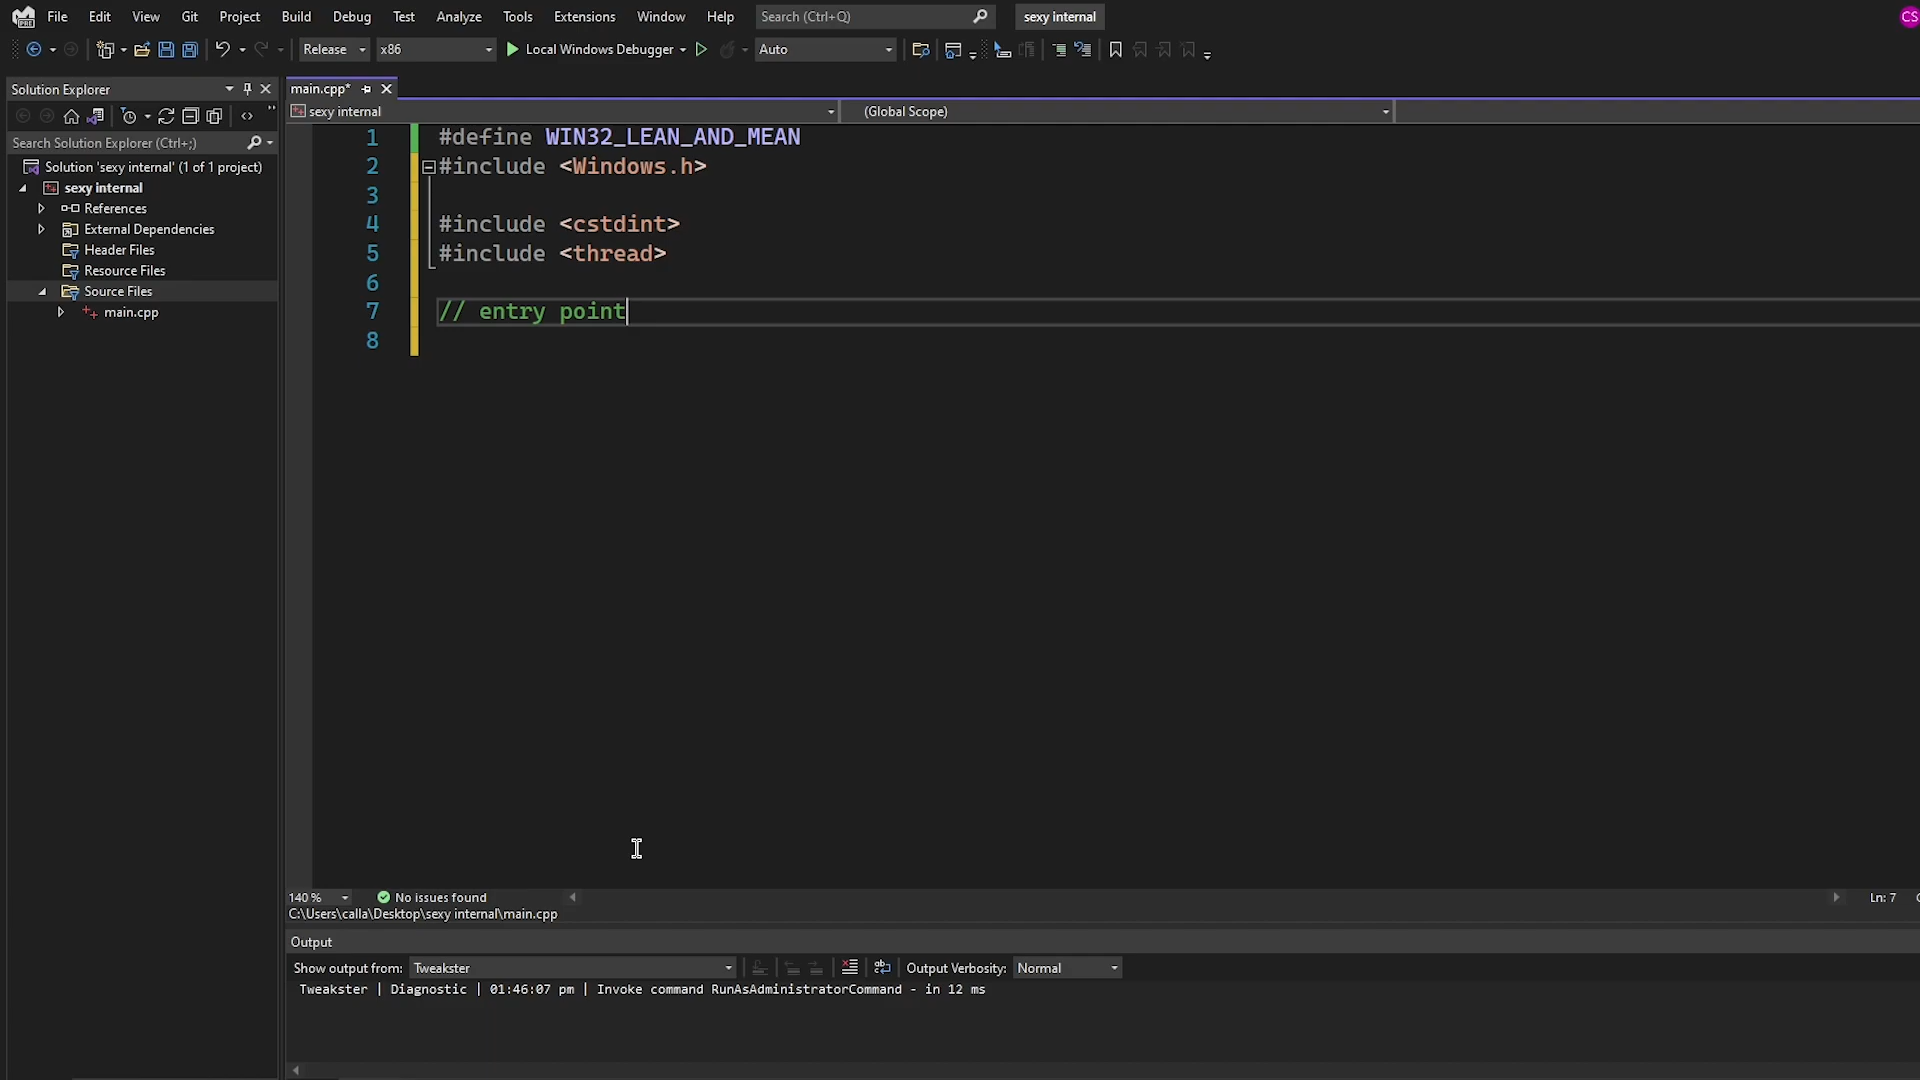 File Edit View Git Project Build Debug Test Analyze Tools Extensions Window Help Search (Ctrl+Q) sexy internal CS
Release x86 Local Windows Debugger Auto
Solution Explorer
main.cpp*
sexy internal (Global Scope)
Search Solution Explorer (Ctrl+;)
Solution 'sexy internal' (1 of 1 project)
sexy internal
References
External Dependencies
Header Files
Resource Files
Source Files
main.cpp
1 #define WIN32_LEAN_AND_MEAN
2 #include <Windows.h>
3
4 #include <cstdint>
5 #include <thread>
6
7 // entry point
8
140 % No issues found Ln: 7
C:\Users\calla\Desktop\sexy internal\main.cpp
Output
Show output from: Tweakster Output Verbosity: Normal
Tweakster | Diagnostic | 01:46:07 pm | Invoke command RunAsAdministratorCommand - in 12 ms